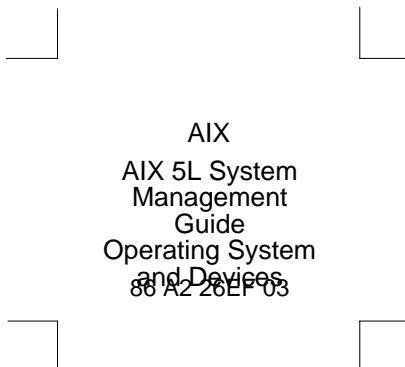 AIX
AIX 5L System
Management
Guide
Operating System
and Devices
86 A2 26EF 03